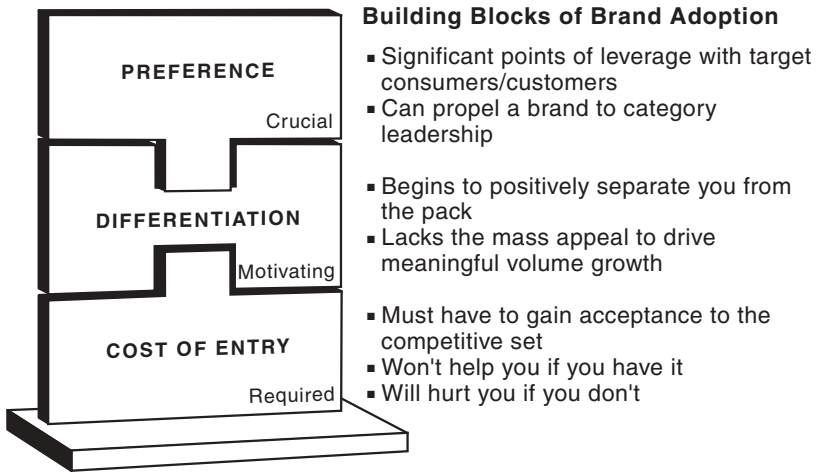 Building Blocks of Brand Adoption
PREFERENCE
Crucial
▪ Significant points of leverage with target
consumers/customers
▪ Can propel a brand to category
leadership
DIFFERENTIATION
Motivating
▪ Begins to positively separate you from
the pack
▪ Lacks the mass appeal to drive
meaningful volume growth
COST OF ENTRY
Required
▪ Must have to gain acceptance to the
competitive set
▪ Won't help you if you have it
▪ Will hurt you if you don't